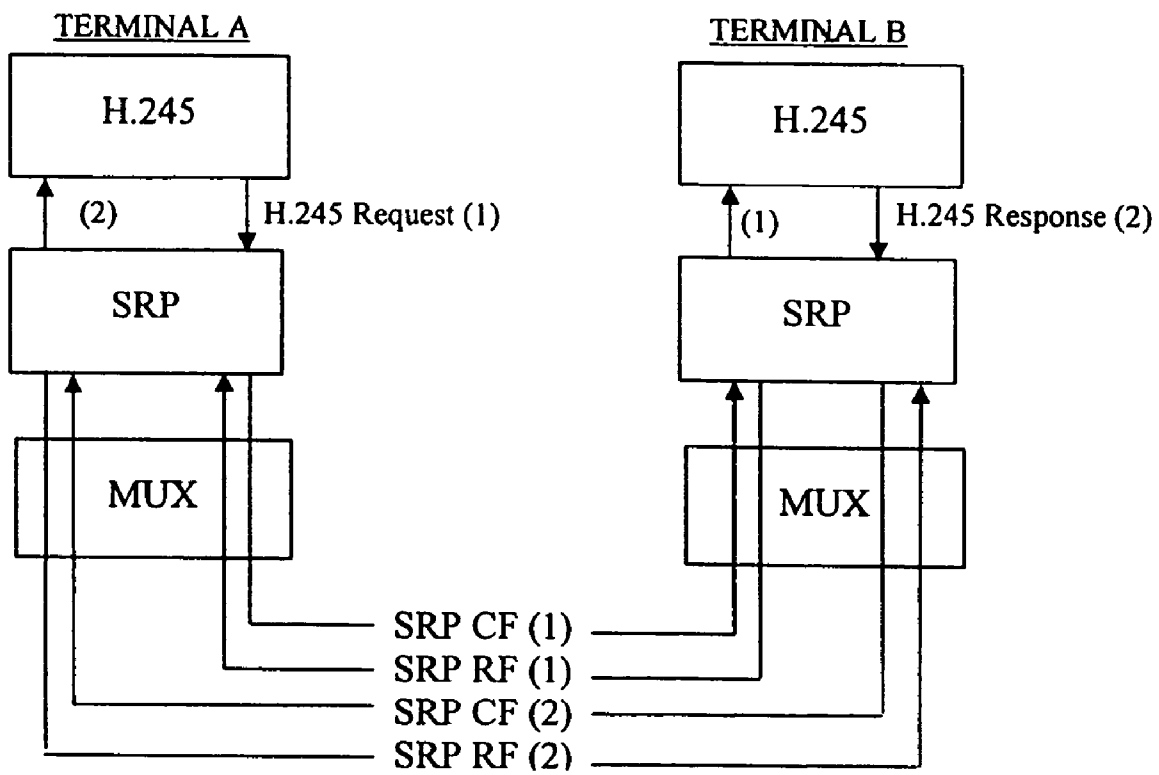 TERMINAL A
TERMINAL B
H.245
H.245
(2)
H.245 Request (1)
(1)
H.245 Response (2)
SRP
SRP
MUX
MUX
SRP CF (1)
SRP RF (1)
SRP CF (2)
SRP RF (2)